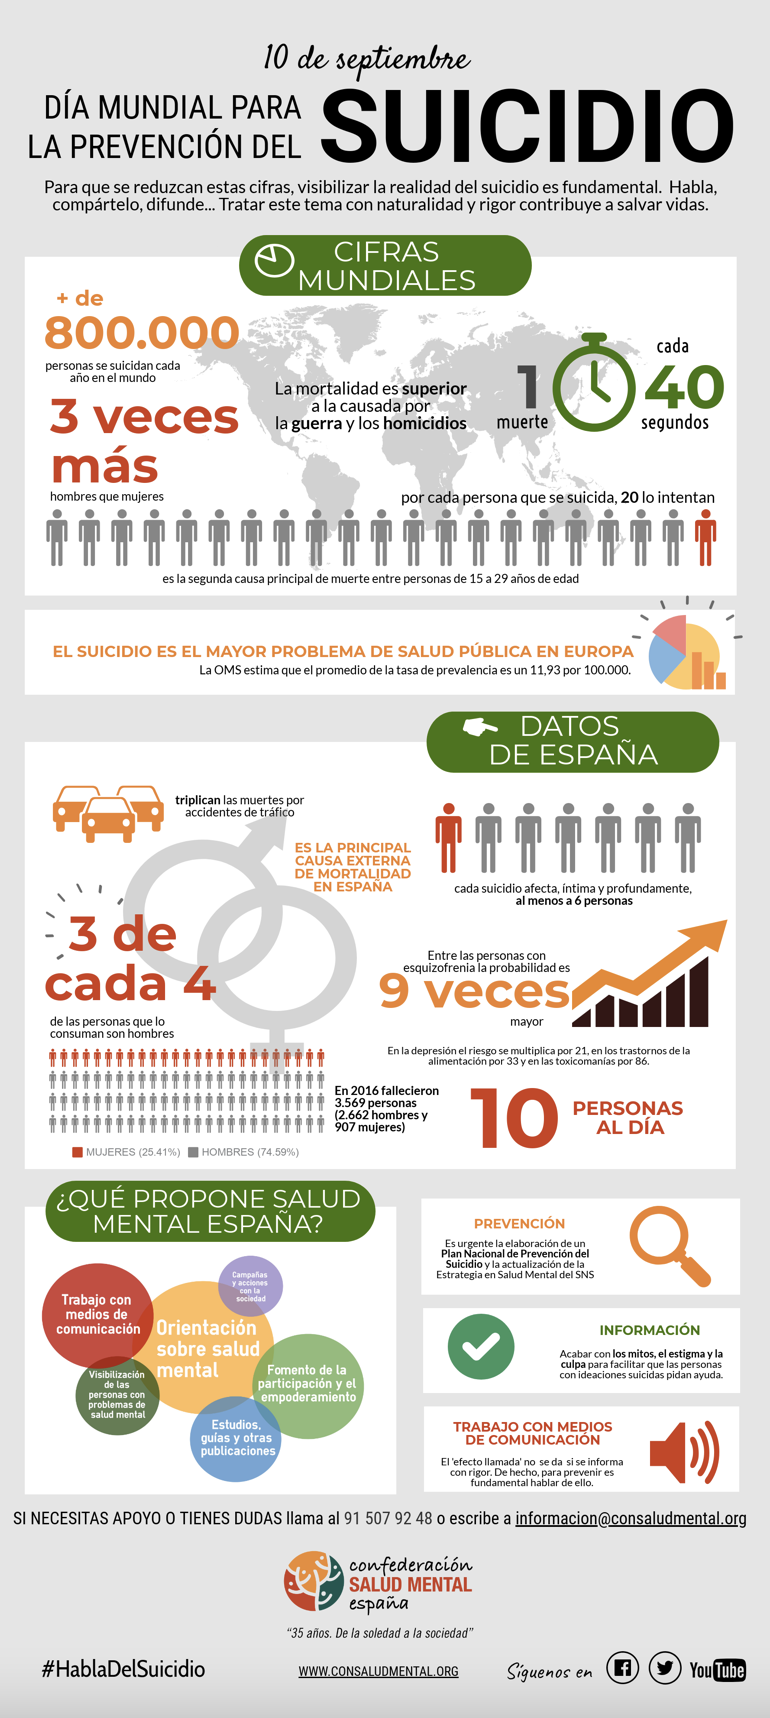 10 de septiembre
DÍA MUNDIAL PARA
LA PREVENCIÓN DEL
SUICIDIO
Para que se reduzcan estas cifras, visibilizar la realidad del suicidio es fundamental. Habla,
compártelo, difunde... Tratar este tema con naturalidad y rigor contribuye a salvar vidas.
CIFRAS
MUNDIALES
+ de
800.000
personas se suicidan cada
año en el mundo
3 veces
más
hombres que mujeres
La mortalidad es superior
a la causada por
la guerra y los homicidios
1
muerte
cada
40
segundos
por cada persona que se suicida, 20 lo intentan
es la segunda causa principal de muerte entre personas de 15 a 29 años de edad
EL SUICIDIO ES EL MAYOR PROBLEMA DE SALUD PÚBLICA EN EUROPA
La OMS estima que el promedio de la tasa de prevalencia es un 11,93 por 100.000.
DATOS
DE ESPAÑA
triplican las muertes por
accidentes de tráfico
ES LA PRINCIPAL
CAUSA EXTERNA
DE MORTALIDAD
EN ESPAÑA
cada suicidio afecta, íntima y profundamente,
al menos a 6 personas
3 de
cada 4
de las personas que lo
consuman son hombres
Entre las personas con
esquizofrenia la probabilidad es
9 veces
mayor
En la depresión el riesgo se multiplica por 21, en los trastornos de la
alimentación por 33 y en las toxicomanías por 86.
En 2016 fallecieron
3.569 personas
(2.662 hombres y
907 mujeres)
10
PERSONAS
AL DÍA
MUJERES (25.41%) HOMBRES (74.59%)
¿QUÉ PROPONE SALUD
MENTAL ESPAÑA?
Trabajo con
medios de
comunicación
Campañas
y acciones
con la
sociedad
Orientación
sobre salud
mental
Visibilización
de las
personas con
problemas de
salud mental
Fomento de la
participación y el
empoderamiento
Estudios,
guías y otras
publicaciones
PREVENCIÓN
Es urgente la elaboración de un
Plan Nacional de Prevención del
Suicidio y la actualización de la
Estrategia en Salud Mental del SNS
INFORMACIÓN
Acabar con los mitos, el estigma y la
culpa para facilitar que las personas
con ideaciones suicidas pidan ayuda.
TRABAJO CON MEDIOS
DE COMUNICACIÓN
El 'efecto llamada' no se da si se informa
con rigor. De hecho, para prevenir es
fundamental hablar de ello.
SI NECESITAS APOYO O TIENES DUDAS llama al 91 507 92 48 o escribe a informacion@consaludmental.org
confederación
SALUD MENTAL
españa
“35 años. De la soledad a la sociedad”
#HablaDelSuicidio
WWW.CONSALUDMENTAL.ORG
Síguenos en
YouTube